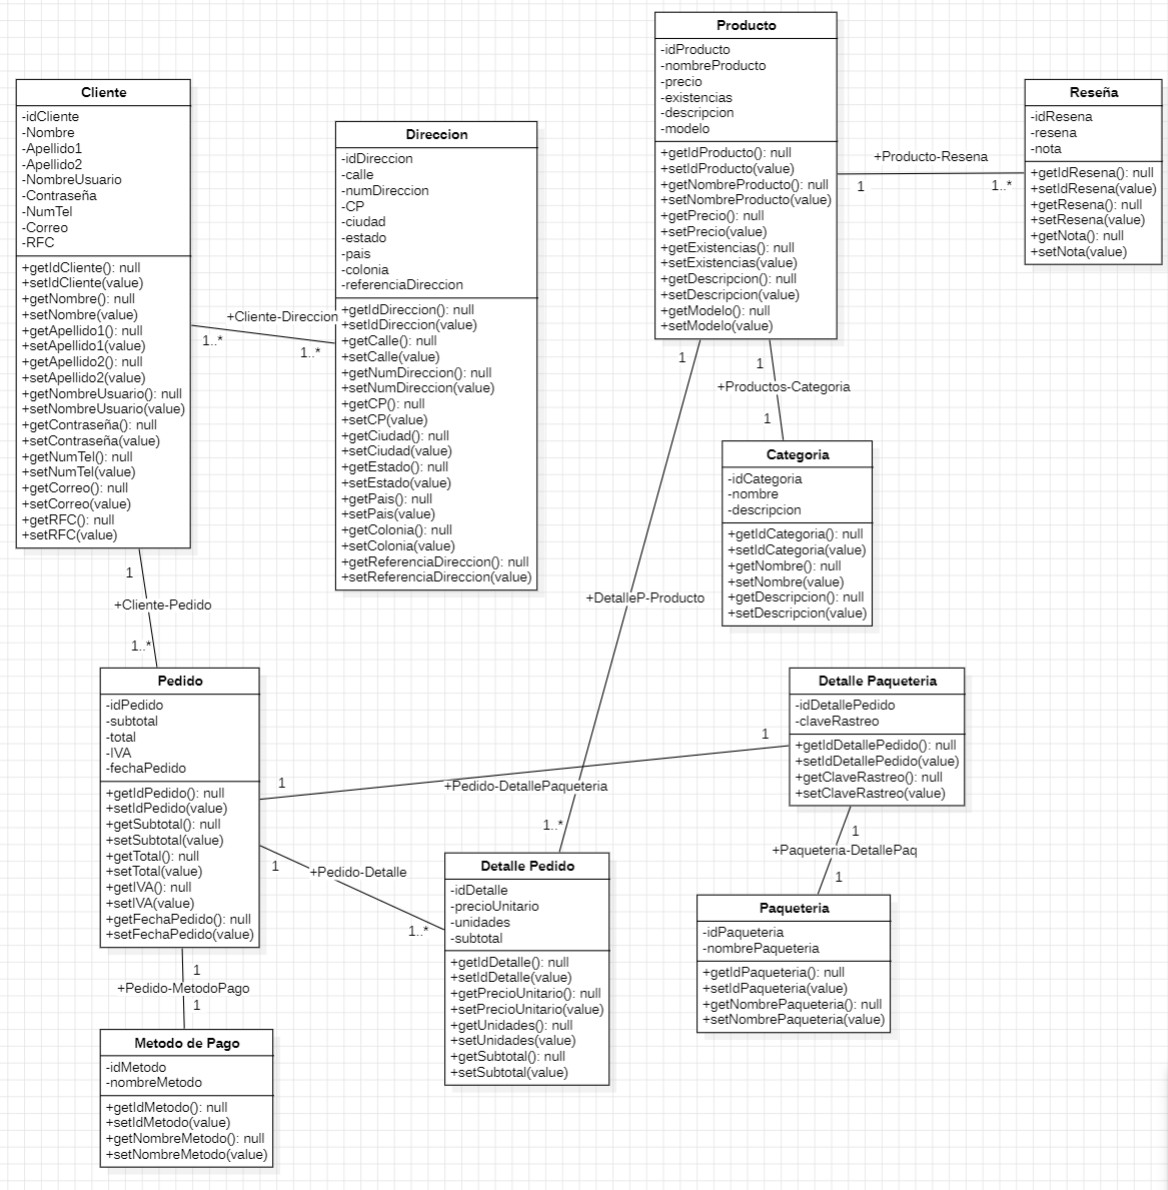 Cliente
-idCliente
-Nombre
-Apellido1
-Apellido2
-NombreUsuario
-Contraseña
-NumTel
-Correo
-RFC
+getIdCliente(): null
+setIdCliente(value)
+getNombre(): null
+setNombre(value)
+getApellido1(): null
+setApellido1(value)
+getApellido2(): null
+setApellido2(value)
+getNombreUsuario(): null
+setNombreUsuario(value)
+getContraseña(): null
+setContraseña(value)
+getNumTel(): null
+setNumTel(value)
+getCorreo(): null
+setCorreo(value)
+getRFC(): null
+setRFC(value)
+Cliente-Direccion
1..*
1..*
Direccion
-idDireccion
-calle
-numDireccion
-CP
-ciudad
-estado
-pais
-colonia
-referenciaDireccion
+getIdDireccion(): null
+setIdDireccion(value)
+getCalle(): null
+setCalle(value)
+getNumDireccion(): null
+setNumDireccion(value)
+getCP(): null
+setCP(value)
+getCiudad(): null
+setCiudad(value)
+getEstado(): null
+setEstado(value)
+getPais(): null
+setPais(value)
+getColonia(): null
+setColonia(value)
+getReferenciaDireccion(): null
+setReferenciaDireccion(value)
Producto
-idProducto
-nombreProducto
-precio
-existencias
-descripcion
-modelo
+getIdProducto(): null
+setIdProducto(value)
+getNombreProducto(): null
+setNombreProducto(value)
+getPrecio(): null
+setPrecio(value)
+getExistencias(): null
+setExistencias(value)
+getDescripcion(): null
+setDescripcion(value)
+getModelo(): null
+setModelo(value)
+Producto-Resena
1
1..*
Reseña
-idResena
-resena
-nota
+getIdResena(): null
+setIdResena(value)
+getResena(): null
+setResena(value)
+getNota(): null
+setNota(value)
1
+Productos-Categoria
1
Categoria
-idCategoria
-nombre
-descripcion
+getIdCategoria(): null
+setIdCategoria(value)
+getNombre(): null
+setNombre(value)
+getDescripcion(): null
+setDescripcion(value)
1
+DetalleP-Producto
1..*
1
+Cliente-Pedido
1..*
Pedido
-idPedido
-subtotal
-total
-IVA
-fechaPedido
+getIdPedido(): null
+setIdPedido(value)
+getSubtotal(): null
+setSubtotal(value)
+getTotal(): null
+setTotal(value)
+getIVA(): null
+setIVA(value)
+getFechaPedido(): null
+setFechaPedido(value)
1
+Pedido-DetallePaqueteria
1
Detalle Paqueteria
-idDetallePedido
-claveRastreo
+getIdDetallePedido(): null
+setIdDetallePedido(value)
+getClaveRastreo(): null
+setClaveRastreo(value)
1
+Paqueteria-DetallePaq
1
Paqueteria
-idPaqueteria
-nombrePaqueteria
+getIdPaqueteria(): null
+setIdPaqueteria(value)
+getNombrePaqueteria(): null
+setNombrePaqueteria(value)
1
+Pedido-Detalle
1..*
Detalle Pedido
-idDetalle
-precioUnitario
-unidades
-subtotal
+getIdDetalle(): null
+setIdDetalle(value)
+getPrecioUnitario(): null
+setPrecioUnitario(value)
+getUnidades(): null
+setUnidades(value)
+getSubtotal(): null
+setSubtotal(value)
1
+Pedido-MetodoPago
1
Metodo de Pago
-idMetodo
-nombreMetodo
+getIdMetodo(): null
+setIdMetodo(value)
+getNombreMetodo(): null
+setNombreMetodo(value)